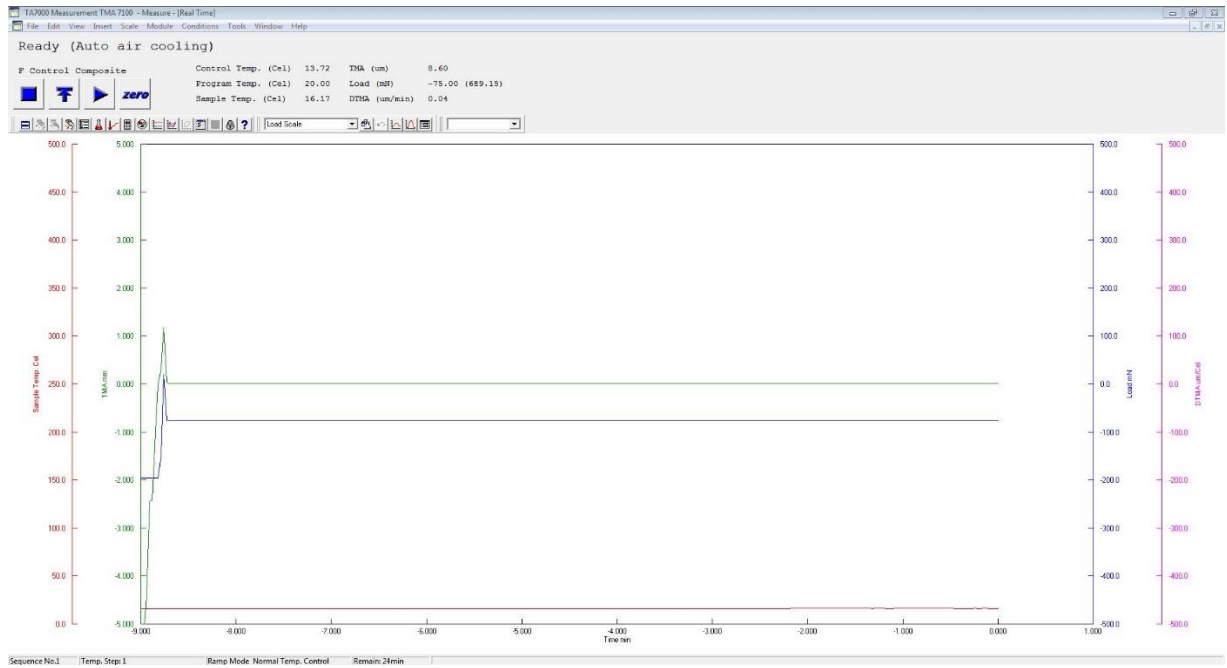 TA7000 Measurement TMA 7100 - Measure - [Real Time]
File Edit View Insert Scale Module Conditions Tools Window Help
Ready (Auto air cooling)
F Control Composite
Control Temp. (Cel) 13.72 TMA (um) 8.60
Program Temp. (Cel) 20.00 Load (mN) -75.00 (689.15)
Sample Temp. (Cel) 16.17 DTMA (um/min) 0.04
zero
Load Scale
500.0 5.000 500.0 500.0
450.0 4.000 400.0 400.0
400.0 3.000 300.0 300.0
350.0 2.000 200.0 200.0
300.0 1.000 100.0 100.0
250.0 0.000 0.0 0.0
200.0 -1.000 -100.0 -100.0
150.0 -2.000 -200.0 -200.0
100.0 -3.000 -300.0 -300.0
50.0 -4.000 -400.0 -400.0
0.0 -5.000 -500.0 -500.0
Sample Temp. Cel
TMA mm
Load mN
DTMA um/Cel
-9.000 -8.000 -7.000 -6.000 -5.000 -4.000 -3.000 -2.000 -1.000 0.000 1.000
Time min
Sequence No.1 Temp. Step: 1 Ramp Mode Normal Temp. Control Remain: 24min